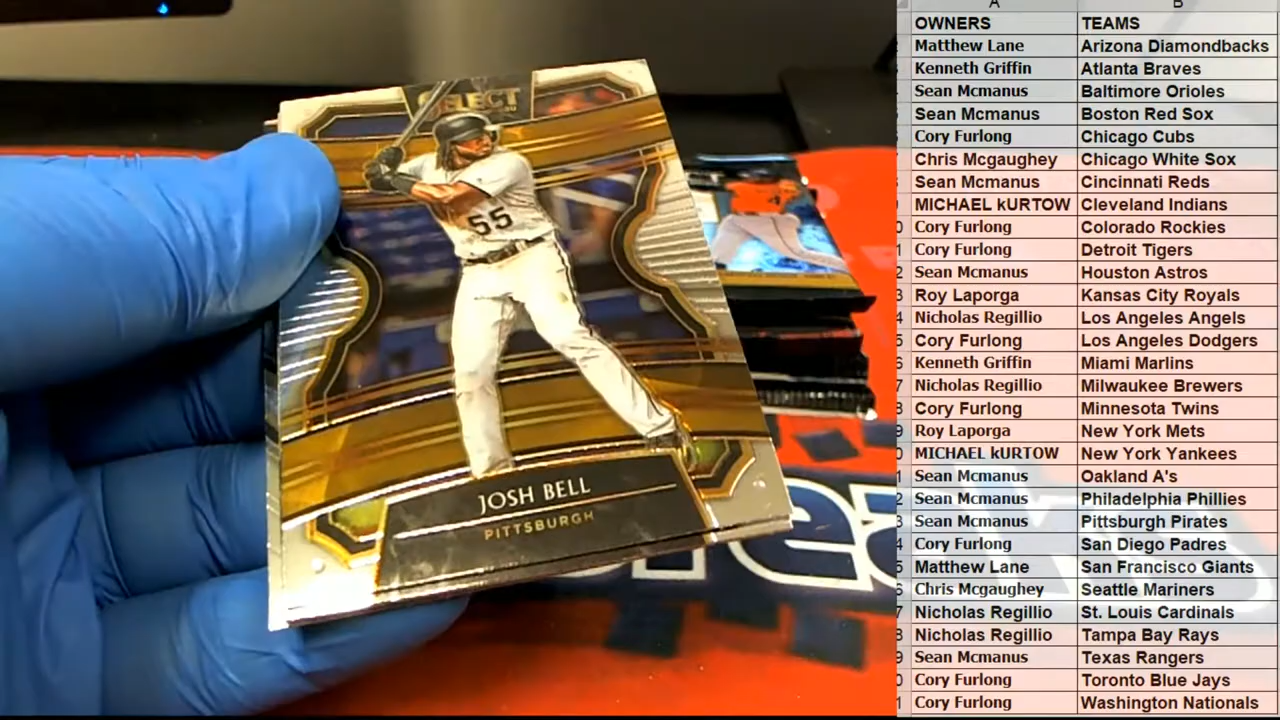 SELECT
55
JOSH BELL
PITTSBURGH
A B
OWNERS TEAMS
Matthew Lane Arizona Diamondbacks
Kenneth Griffin Atlanta Braves
Sean Mcmanus Baltimore Orioles
Sean Mcmanus Boston Red Sox
Cory Furlong Chicago Cubs
Chris Mcgaughey Chicago White Sox
Sean Mcmanus Cincinnati Reds
MICHAEL kURTOW Cleveland Indians
Cory Furlong Colorado Rockies
Cory Furlong Detroit Tigers
Sean Mcmanus Houston Astros
Roy Laporga Kansas City Royals
Nicholas Regillio Los Angeles Angels
Cory Furlong Los Angeles Dodgers
Kenneth Griffin Miami Marlins
Nicholas Regillio Milwaukee Brewers
Cory Furlong Minnesota Twins
Roy Laporga New York Mets
MICHAEL kURTOW New York Yankees
Sean Mcmanus Oakland A's
Sean Mcmanus Philadelphia Phillies
Sean Mcmanus Pittsburgh Pirates
Cory Furlong San Diego Padres
Matthew Lane San Francisco Giants
Chris Mcgaughey Seattle Mariners
Nicholas Regillio St. Louis Cardinals
Nicholas Regillio Tampa Bay Rays
Sean Mcmanus Texas Rangers
Cory Furlong Toronto Blue Jays
Cory Furlong Washington Nationals